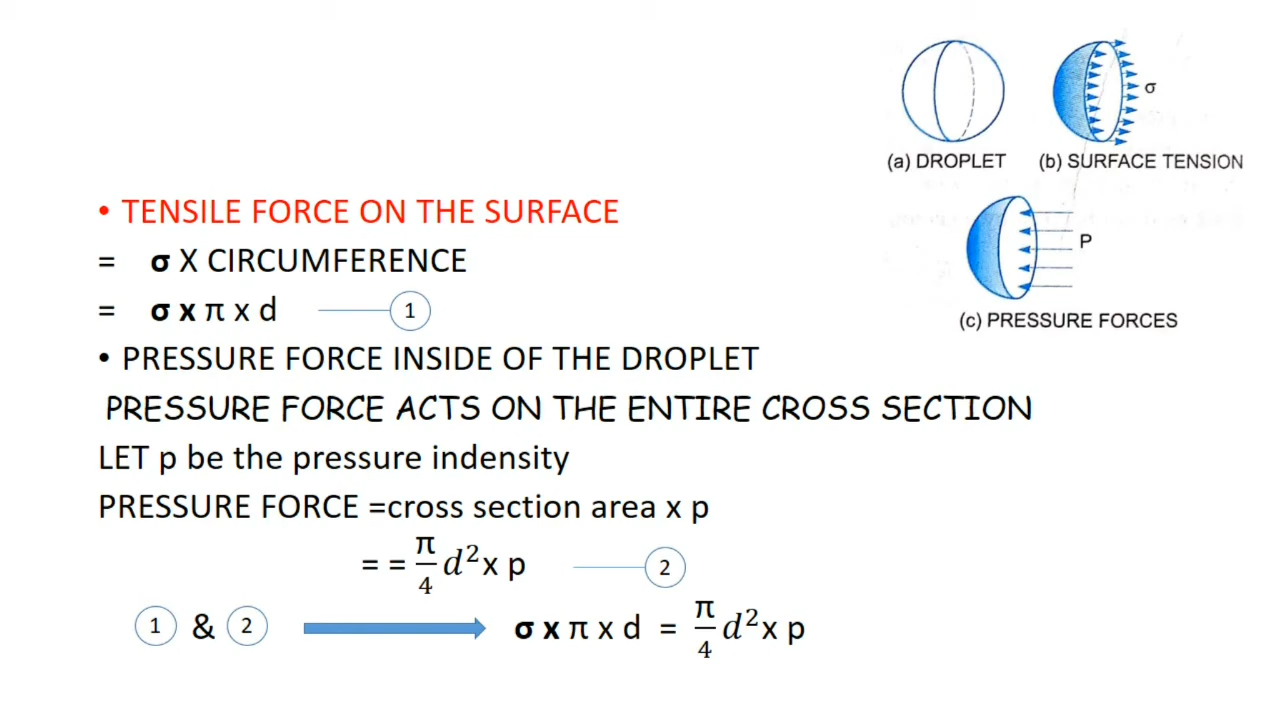 σ
(a) DROPLET
(b) SURFACE TENSION
P
(c) PRESSURE FORCES
• TENSILE FORCE ON THE SURFACE
= σ X CIRCUMFERENCE
= σ x π x d 1
• PRESSURE FORCE INSIDE OF THE DROPLET
PRESSURE FORCE ACTS ON THE ENTIRE CROSS SECTION
LET p be the pressure indensity
PRESSURE FORCE =cross section area x p
= = π/4 d² x p 2
1 & 2 σ x π x d = π/4 d² x p